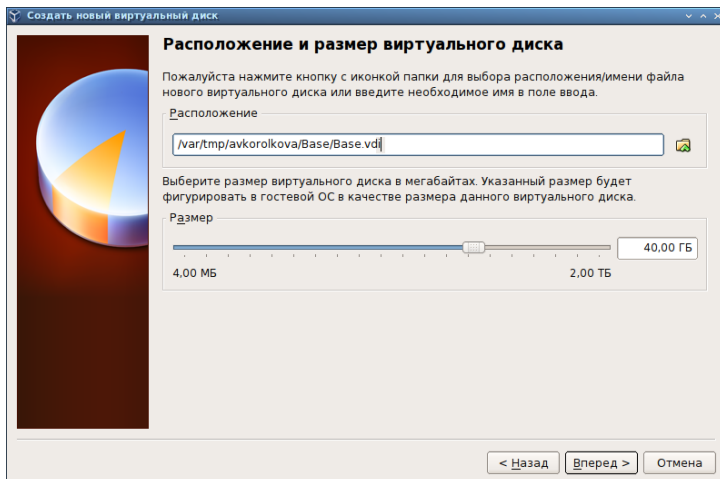 Создать новый виртуальный диск
Расположение и размер виртуального диска
Пожалуйста нажмите кнопку с иконкой папки для выбора расположения/имени файла
нового виртуального диска или введите необходимое имя в поле ввода.
Расположение
/var/tmp/avkorolkova/Base/Base.vdi
Выберите размер виртуального диска в мегабайтах. Указанный размер будет
фигурировать в гостевой ОС в качестве размера данного виртуального диска.
Размер
40,00 ГБ
4,00 МБ 2,00 ТБ
< Назад Вперед > Отмена